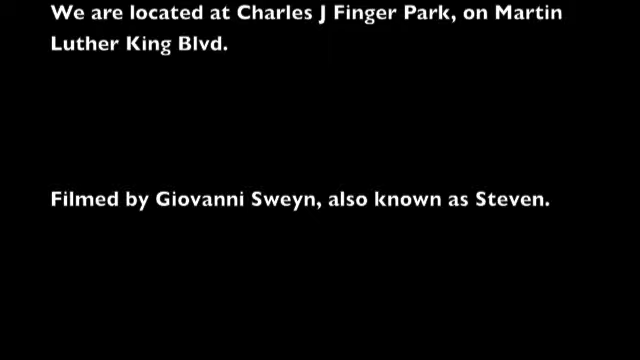 We are located at Charles J Finger Park, on Martin
Luther King Blvd.
Filmed by Giovanni Sweyn, also known as Steven.